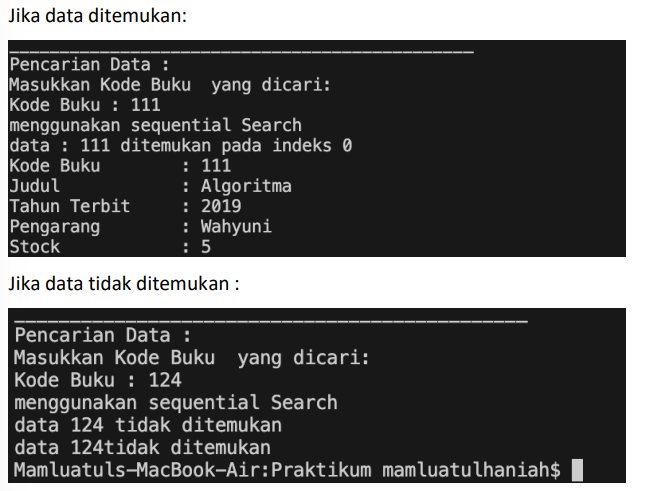 Jika data ditemukan:
Pencarian Data :
Masukkan Kode Buku  yang dicari:
Kode Buku : 111
menggunakan sequential Search
data : 111 ditemukan pada indeks 0
Kode Buku        : 111
Judul            : Algoritma
Tahun Terbit     : 2019
Pengarang        : Wahyuni
Stock            : 5
Jika data tidak ditemukan :
Pencarian Data :
Masukkan Kode Buku  yang dicari:
Kode Buku : 124
menggunakan sequential Search
data 124 tidak ditemukan
data 124tidak ditemukan
Mamluatuls-MacBook-Air:Praktikum mamluatulhaniah$